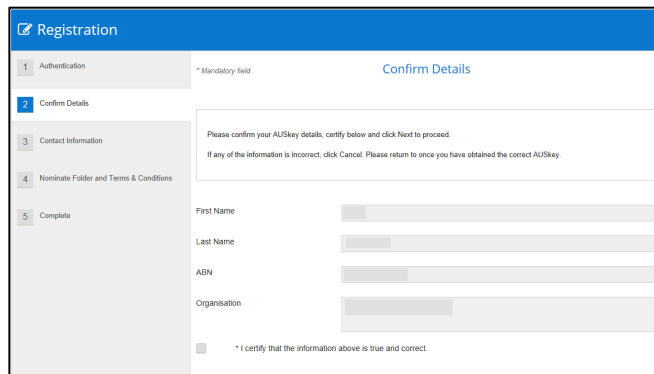 Registration
1 Authentication
2 Confirm Details
3 Contact Information
4 Nominate Folder and Terms & Conditions
5 Complete
* Mandatory field
Confirm Details
Please confirm your AUSkey details, certify below and click Next to proceed.
If any of the information is incorrect, click Cancel. Please return to once you have obtained the correct AUSkey.
First Name
Last Name
ABN
Organisation
* I certify that the information above is true and correct.